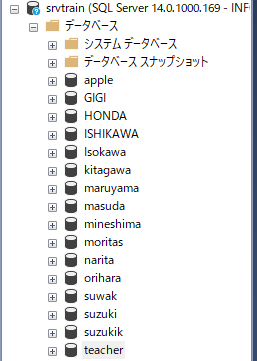 srvtrain (SQL Server 14.0.1000.169 - INF
データベース
システム データベース
データベース スナップショット
apple
GIGI
HONDA
ISHIKAWA
Isokawa
kitagawa
maruyama
masuda
mineshima
moritas
narita
orihara
suwak
suzuki
suzukik
teacher